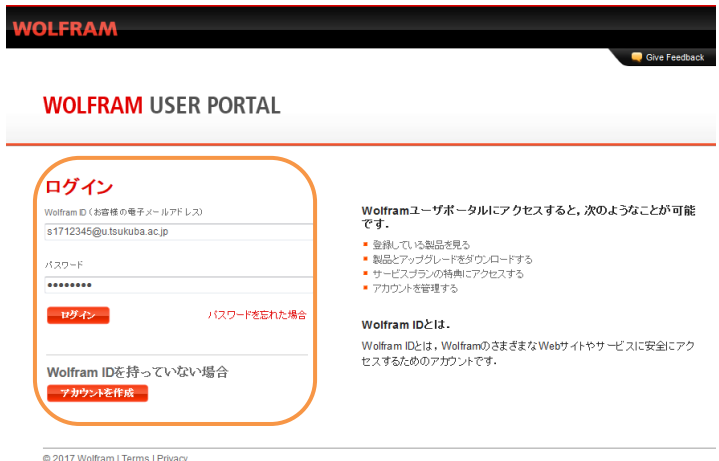 WOLFRAM
Give Feedback
WOLFRAM USER PORTAL
ログイン
Wolfram ID（お客様の電子メールアドレス）
s1712345@u.tsukuba.ac.jp
パスワード
••••••••
ログイン
パスワードを忘れた場合
Wolfram IDを持っていない場合
アカウントを作成
Wolframユーザポータルにアクセスすると，次のようなことが可能
です．
登録している製品を見る
製品とアップグレードをダウンロードする
サービスプランの特典にアクセスする
アカウントを管理する
Wolfram IDとは．
Wolfram IDとは，WolframのさまざまなWebサイトやサービスに安全にアク
セスするためのアカウントです．
© 2017 Wolfram | Terms | Privacy